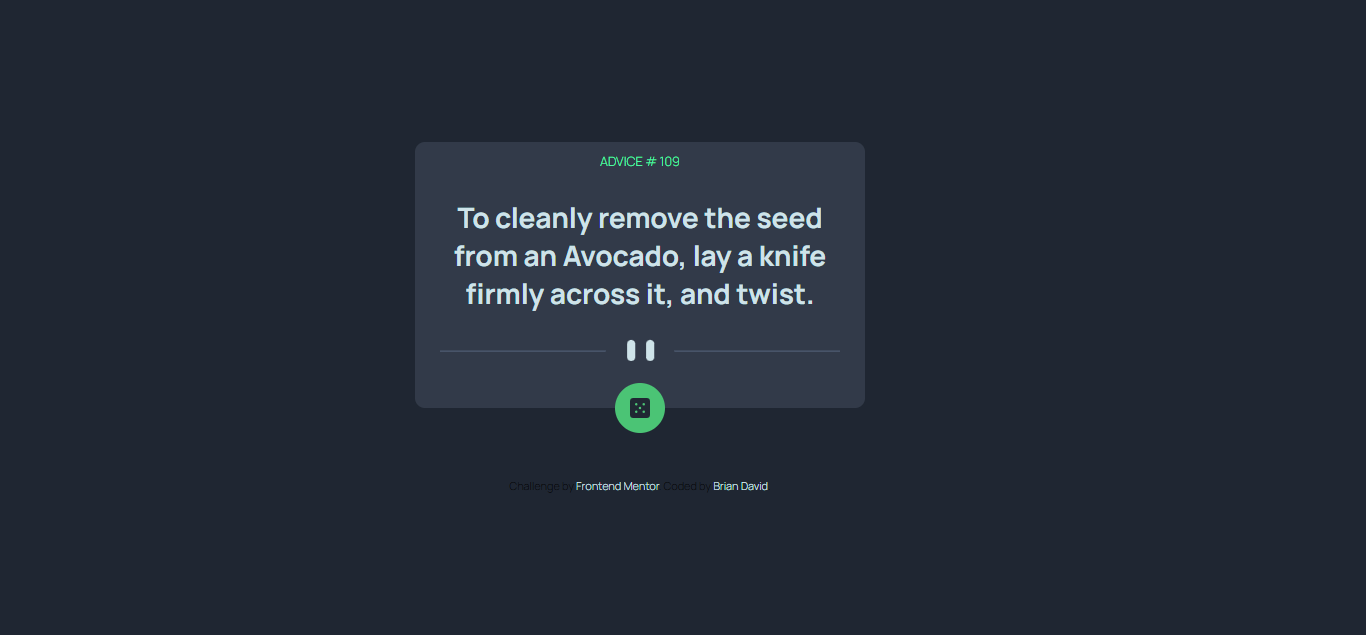 ADVICE # 109
To cleanly remove the seed
from an Avocado, lay a knife
firmly across it, and twist.
Challenge by Frontend Mentor. Coded by Brian David